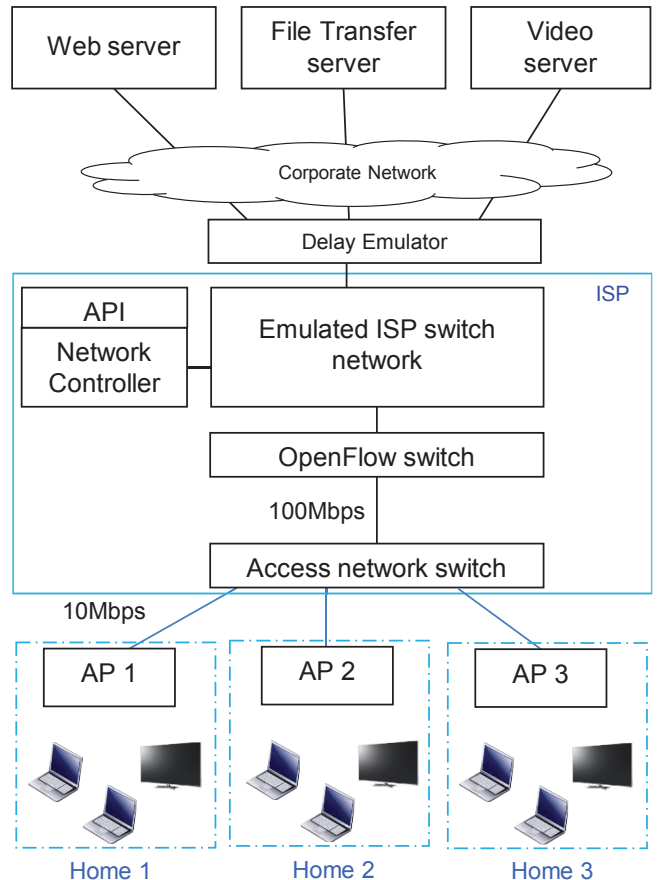 Web server
File Transfer
server
Video
server
Corporate Network
Delay Emulator
ISP
API
Network
Controller
Emulated ISP switch
network
OpenFlow switch
100Mbps
Access network switch
10Mbps
AP 1
AP 2
AP 3
Home 1
Home 2
Home 3